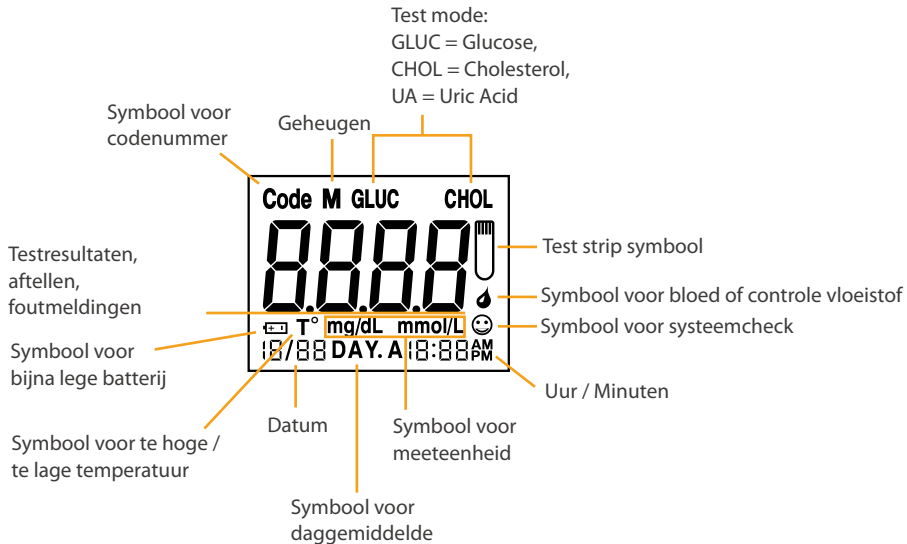 Test mode:
GLUC = Glucose,
CHOL = Cholesterol,
UA = Uric Acid
Symbool voor
codenummer
Geheugen
Code M GLUC CHOL
8.8.8.8
Testresultaten,
aftellen,
foutmeldingen
Test strip symbool
Symbool voor bloed of controle vloeistof
T° mg/dL mmol/L
Symbool voor systeemcheck
18/88 DAY. A 18:88 AM
PM
Symbool voor
bijna lege batterij
Uur / Minuten
Datum
Symbool voor
meeteenheid
Symbool voor te hoge /
te lage temperatuur
Symbool voor
daggemiddelde